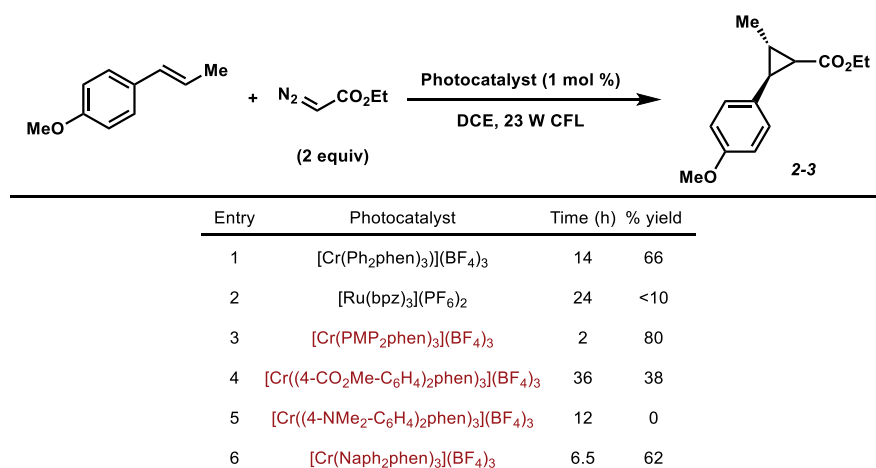 Me
MeO
+
N2
CO2Et
(2 equiv)
Photocatalyst (1 mol %)
DCE, 23 W CFL
Me
CO2Et
MeO
2-3
Entry Photocatalyst Time (h) % yield
1 [Cr(Ph2phen)3)](BF4)3 14 66
2 [Ru(bpz)3](PF6)2 24 <10
3 [Cr(PMP2phen)3](BF4)3 2 80
4 [Cr((4-CO2Me-C6H4)2phen)3](BF4)3 36 38
5 [Cr((4-NMe2-C6H4)2phen)3](BF4)3 12 0
6 [Cr(Naph2phen)3](BF4)3 6.5 62